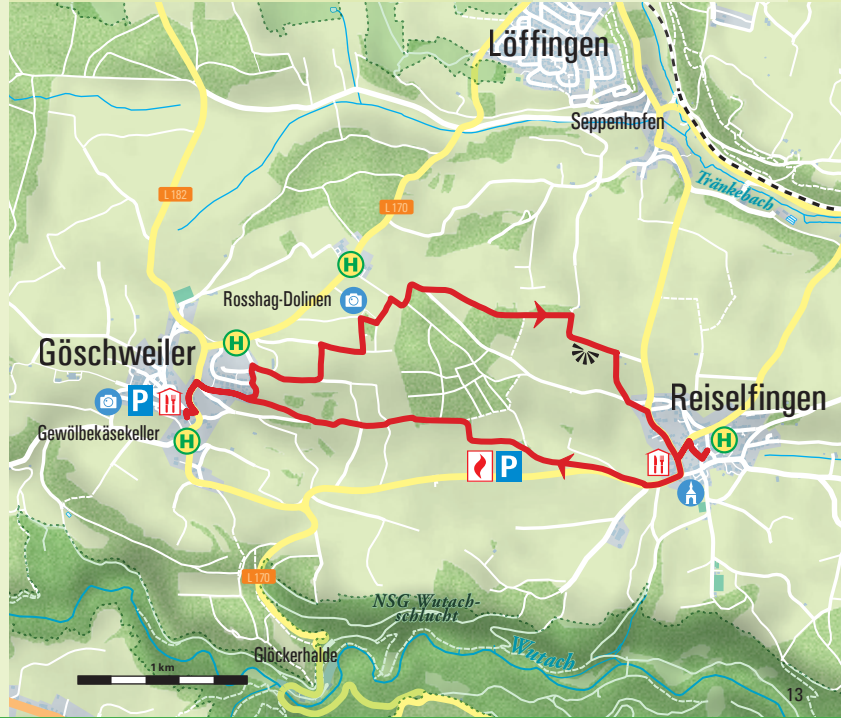 Löffingen
Seppenhofen
Tränkebach
L 182
L 170
H
Rosshag-Dolinen
H
Göschweiler
P
Gewölbekäsekeller
H
Reiselfingen
H
P
L 170
NSG Wutach-
schlucht
Wutach
Glöckerhalde
1 km
13